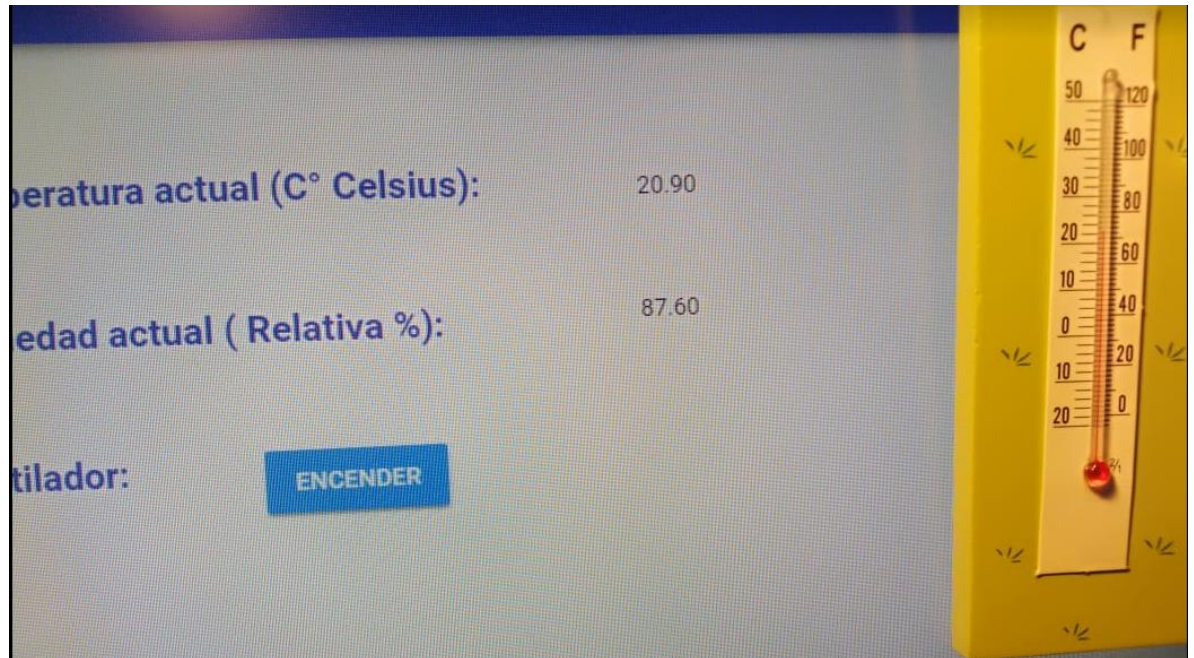 peratura actual (C° Celsius): 20.90
edad actual ( Relativa %): 87.60
tilador: ENCENDER
C F
50 120
40 100
30 80
20 60
10 40
0 20
10 0
20